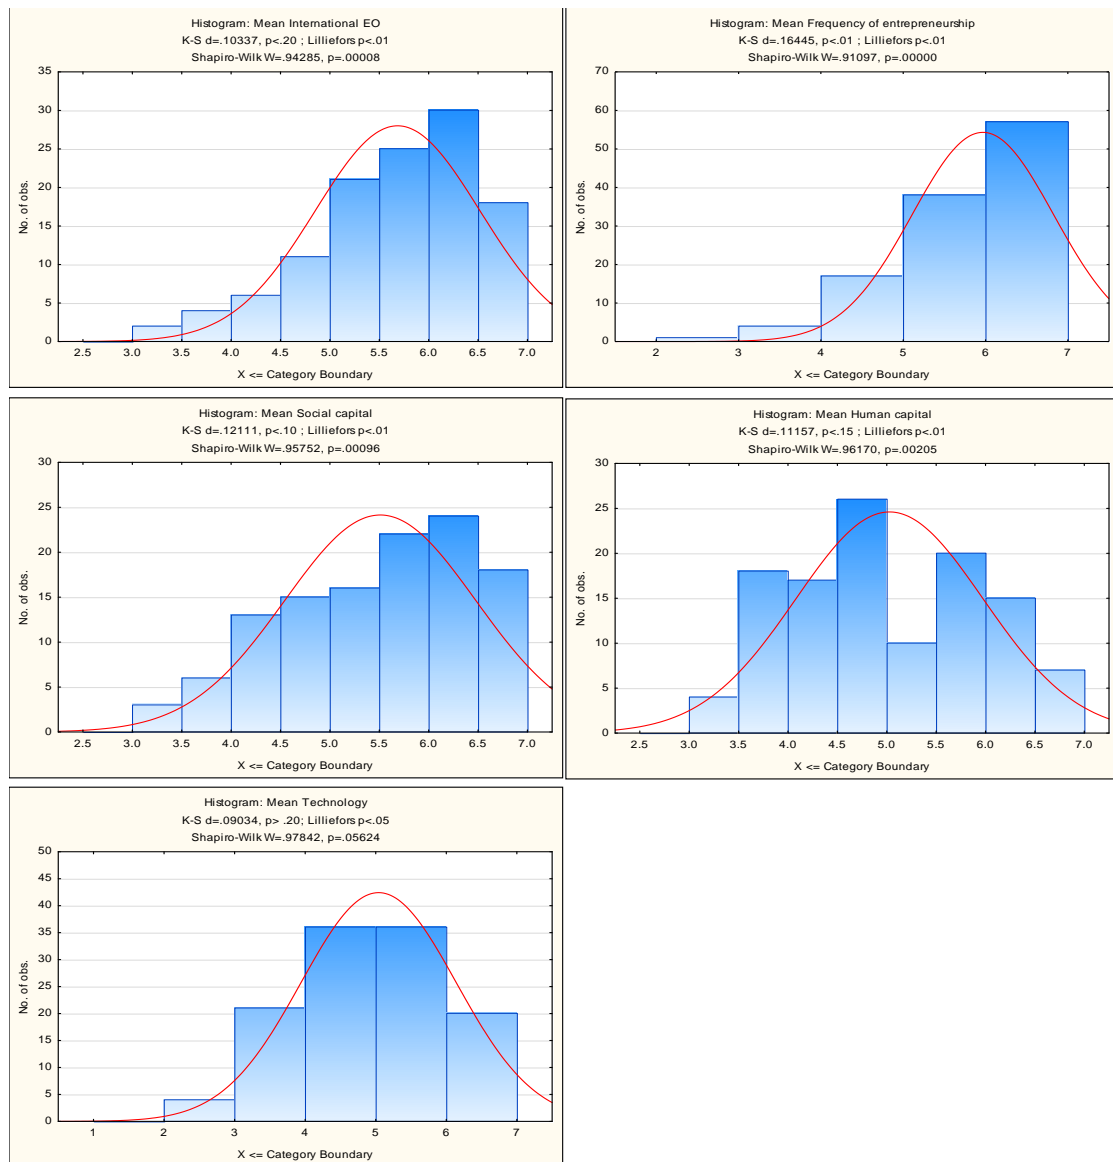 Histogram: Mean International EO
K-S d=.10337, p<.20 ; Lilliefors p<.01
Shapiro-Wilk W=.94285, p=.00008
35
30
25
20
15
10
5
0
No. of obs.
2.5 3.0 3.5 4.0 4.5 5.0 5.5 6.0 6.5 7.0
X <= Category Boundary
Histogram: Mean Frequency of entrepreneurship
K-S d=.16445, p<.01 ; Lilliefors p<.01
Shapiro-Wilk W=.91097, p=.00000
70
60
50
40
30
20
10
0
No. of obs.
2 3 4 5 6 7
X <= Category Boundary
Histogram: Mean Social capital
K-S d=.12111, p<.10 ; Lilliefors p<.01
Shapiro-Wilk W=.95752, p=.00096
30
25
20
15
10
5
0
No. of obs.
2.5 3.0 3.5 4.0 4.5 5.0 5.5 6.0 6.5 7.0
X <= Category Boundary
Histogram: Mean Human capital
K-S d=.11157, p<.15 ; Lilliefors p<.01
Shapiro-Wilk W=.96170, p=.00205
30
25
20
15
10
5
0
No. of obs.
2.5 3.0 3.5 4.0 4.5 5.0 5.5 6.0 6.5 7.0
X <= Category Boundary
Histogram: Mean Technology
K-S d=.09034, p> .20; Lilliefors p<.05
Shapiro-Wilk W=.97842, p=.05624
50
45
40
35
30
25
20
15
10
5
0
No. of obs.
1 2 3 4 5 6 7
X <= Category Boundary